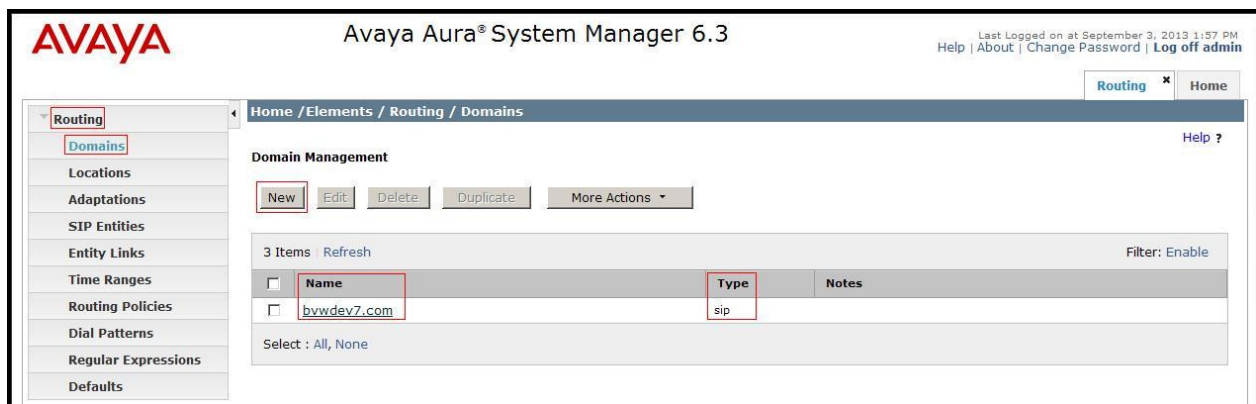 AVAYA
Avaya Aura® System Manager 6.3
Last Logged on at September 3, 2013 1:57 PM
Help | About | Change Password | Log off admin
Routing × Home
Routing
Domains
Locations
Adaptations
SIP Entities
Entity Links
Time Ranges
Routing Policies
Dial Patterns
Regular Expressions
Defaults
Home /Elements / Routing / Domains
Help ?
Domain Management
New Edit Delete Duplicate More Actions
3 Items Refresh Filter: Enable
Name Type Notes
bvwdev7.com sip
Select : All, None